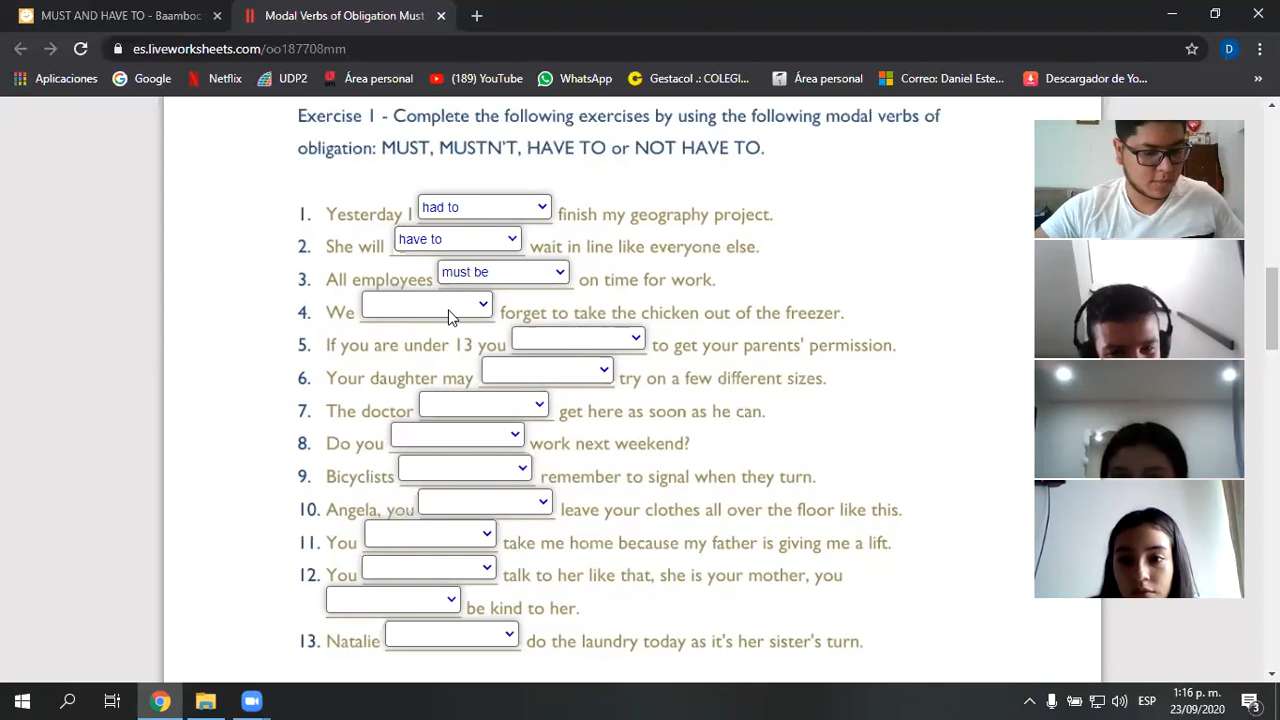 MUST AND HAVE TO - Baamboc
Modal Verbs of Obligation Must
es.liveworksheets.com/oo187708mm
D
Aplicaciones Google Netflix UDP2 Área personal (189) YouTube WhatsApp Gestacol .: COLEGI... Área personal Correo: Daniel Este... Descargador de Yo... »
Exercise 1 - Complete the following exercises by using the following modal verbs of
obligation: MUST, MUSTN'T, HAVE TO or NOT HAVE TO.
1. Yesterday I had to finish my geography project.
2. She will have to wait in line like everyone else.
3. All employees must be on time for work.
4. We forget to take the chicken out of the freezer.
5. If you are under 13 you to get your parents' permission.
6. Your daughter may try on a few different sizes.
7. The doctor get here as soon as he can.
8. Do you work next weekend?
9. Bicyclists remember to signal when they turn.
10. Angela, you leave your clothes all over the floor like this.
11. You take me home because my father is giving me a lift.
12. You talk to her like that, she is your mother, you
be kind to her.
13. Natalie do the laundry today as it's her sister's turn.
ESP
1:16 p. m.
23/09/2020
3